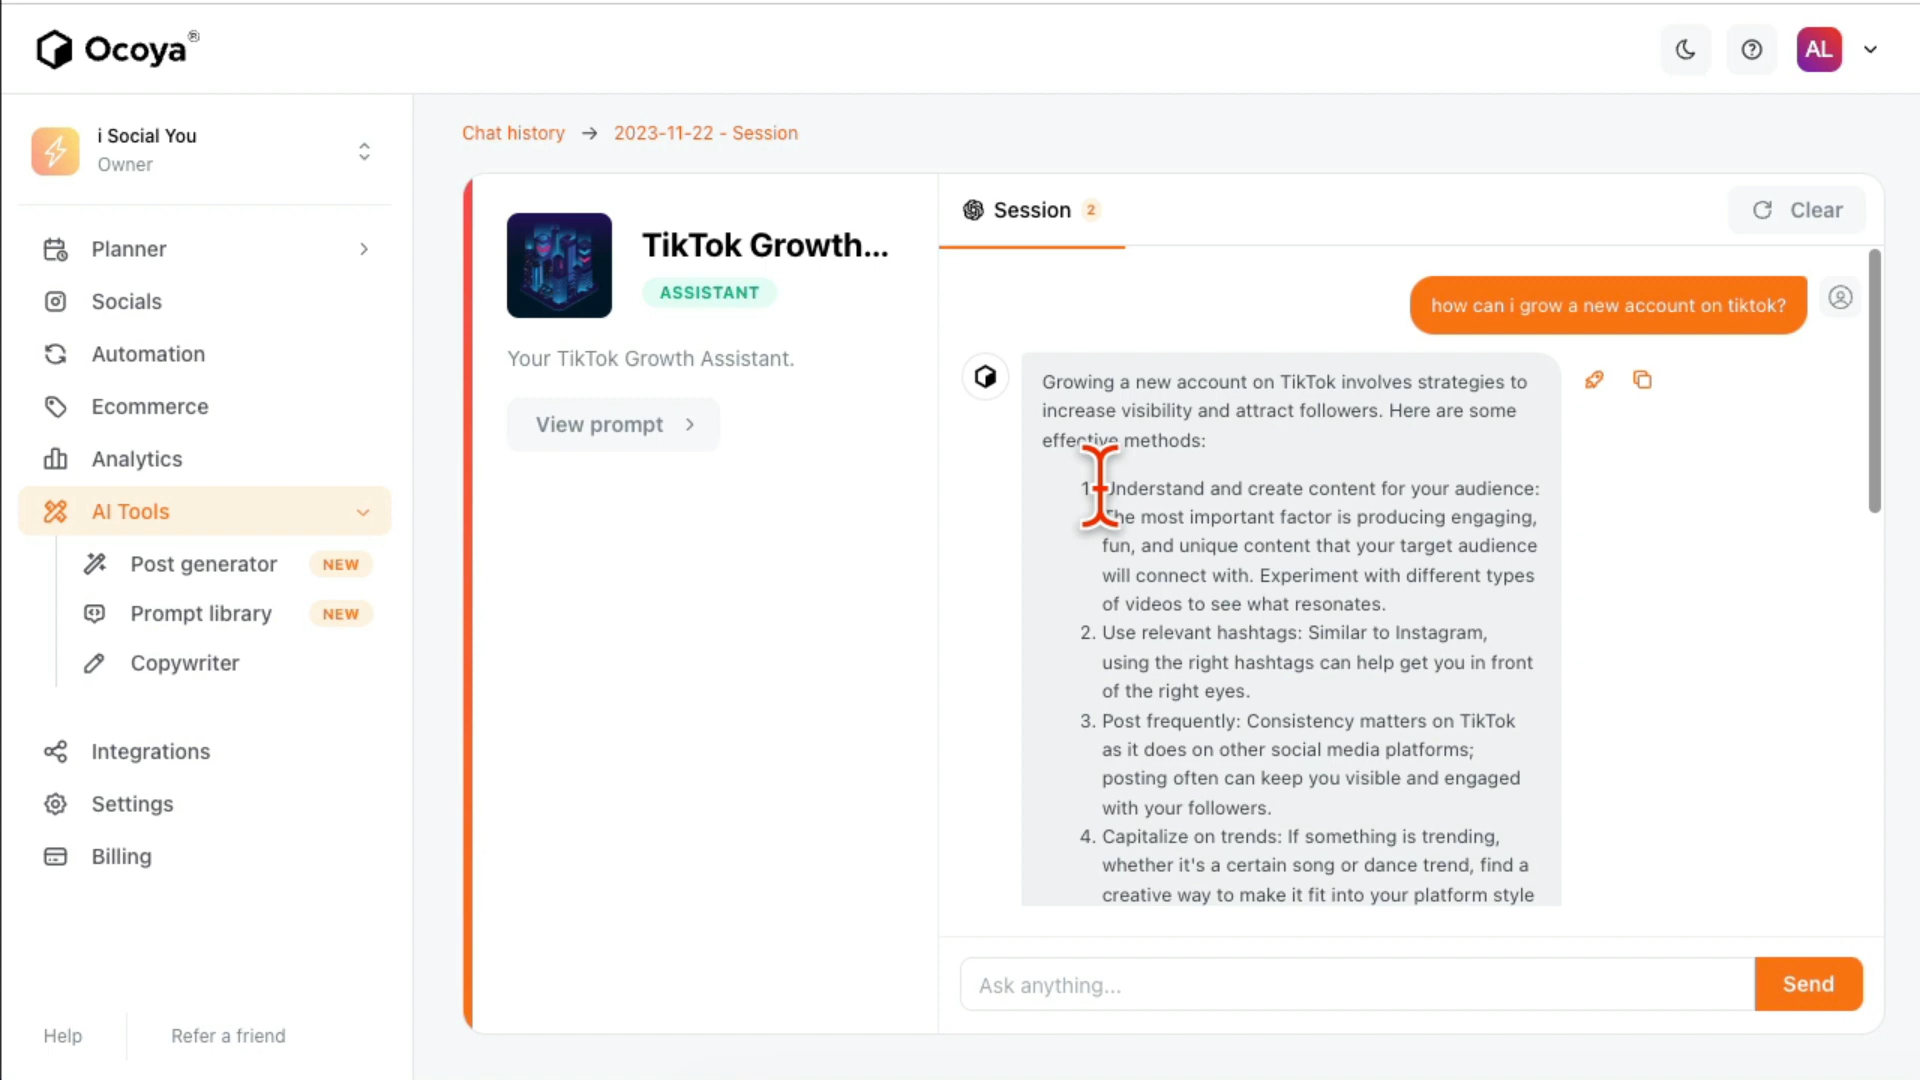 Ocoya®
AL
i Social You
Owner
Planner
Socials
Automation
Ecommerce
Analytics
AI Tools
Post generator NEW
Prompt library NEW
Copywriter
Integrations
Settings
Billing
Help
Refer a friend
Chat history → 2023-11-22 - Session
TikTok Growth...
ASSISTANT
Your TikTok Growth Assistant.
View prompt
Session 2
Clear
how can i grow a new account on tiktok?
Growing a new account on TikTok involves strategies to
increase visibility and attract followers. Here are some
effective methods:
1. Understand and create content for your audience:
The most important factor is producing engaging,
fun, and unique content that your target audience
will connect with. Experiment with different types
of videos to see what resonates.
2. Use relevant hashtags: Similar to Instagram,
using the right hashtags can help get you in front
of the right eyes.
3. Post frequently: Consistency matters on TikTok
as it does on other social media platforms;
posting often can keep you visible and engaged
with your followers.
4. Capitalize on trends: If something is trending,
whether it's a certain song or dance trend, find a
creative way to make it fit into your platform style
Ask anything...
Send